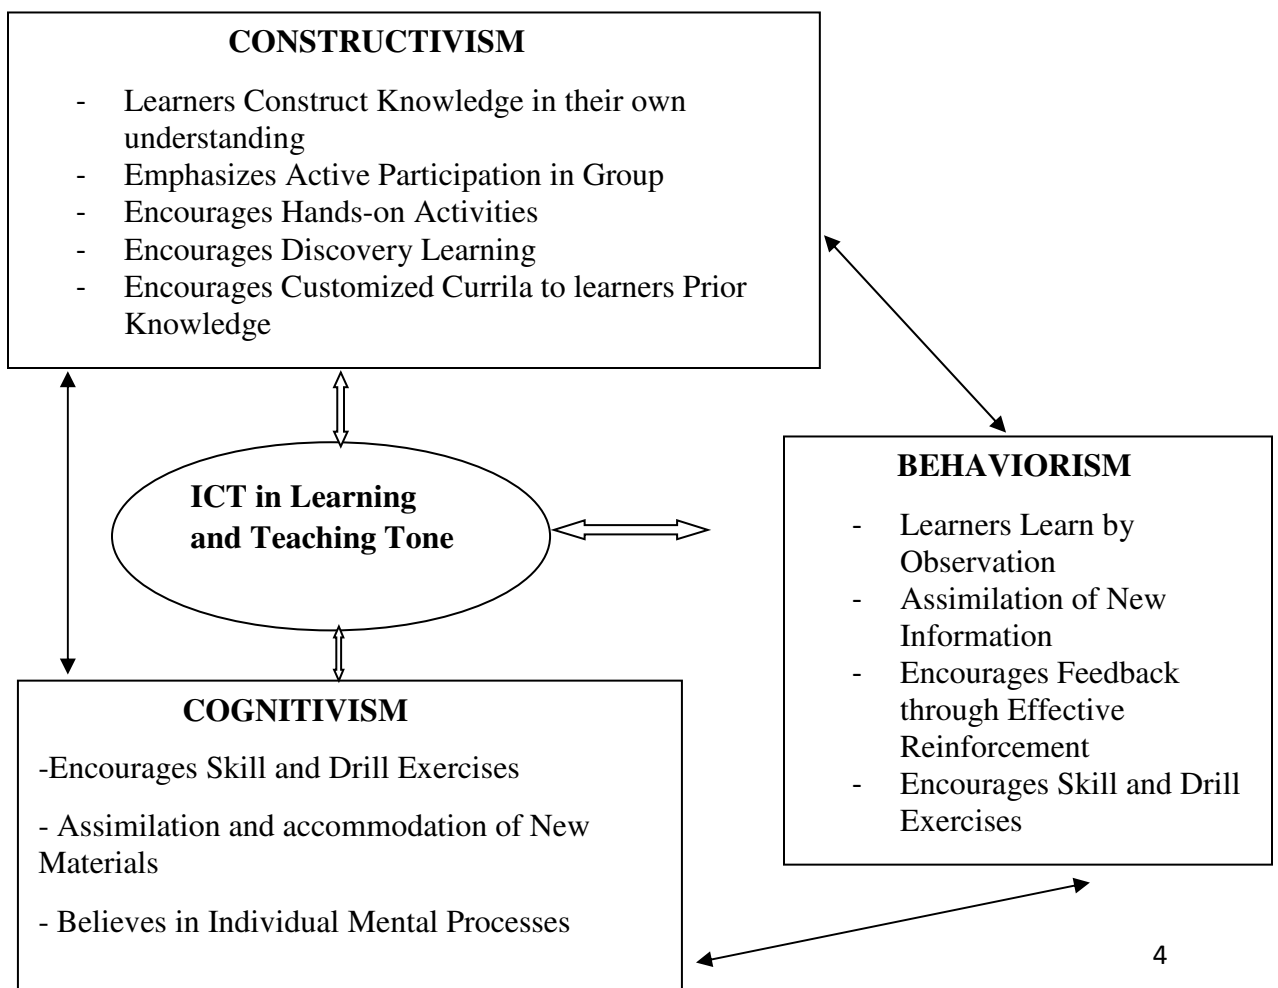 CONSTRUCTIVISM
- Learners Construct Knowledge in their own
understanding
- Emphasizes Active Participation in Group
- Encourages Hands-on Activities
- Encourages Discovery Learning
- Encourages Customized Currila to learners Prior
Knowledge
ICT in Learning
and Teaching Tone
BEHAVIORISM
- Learners Learn by
Observation
- Assimilation of New
Information
- Encourages Feedback
through Effective
Reinforcement
- Encourages Skill and Drill
Exercises
COGNITIVISM
-Encourages Skill and Drill Exercises
- Assimilation and accommodation of New
Materials
- Believes in Individual Mental Processes
4